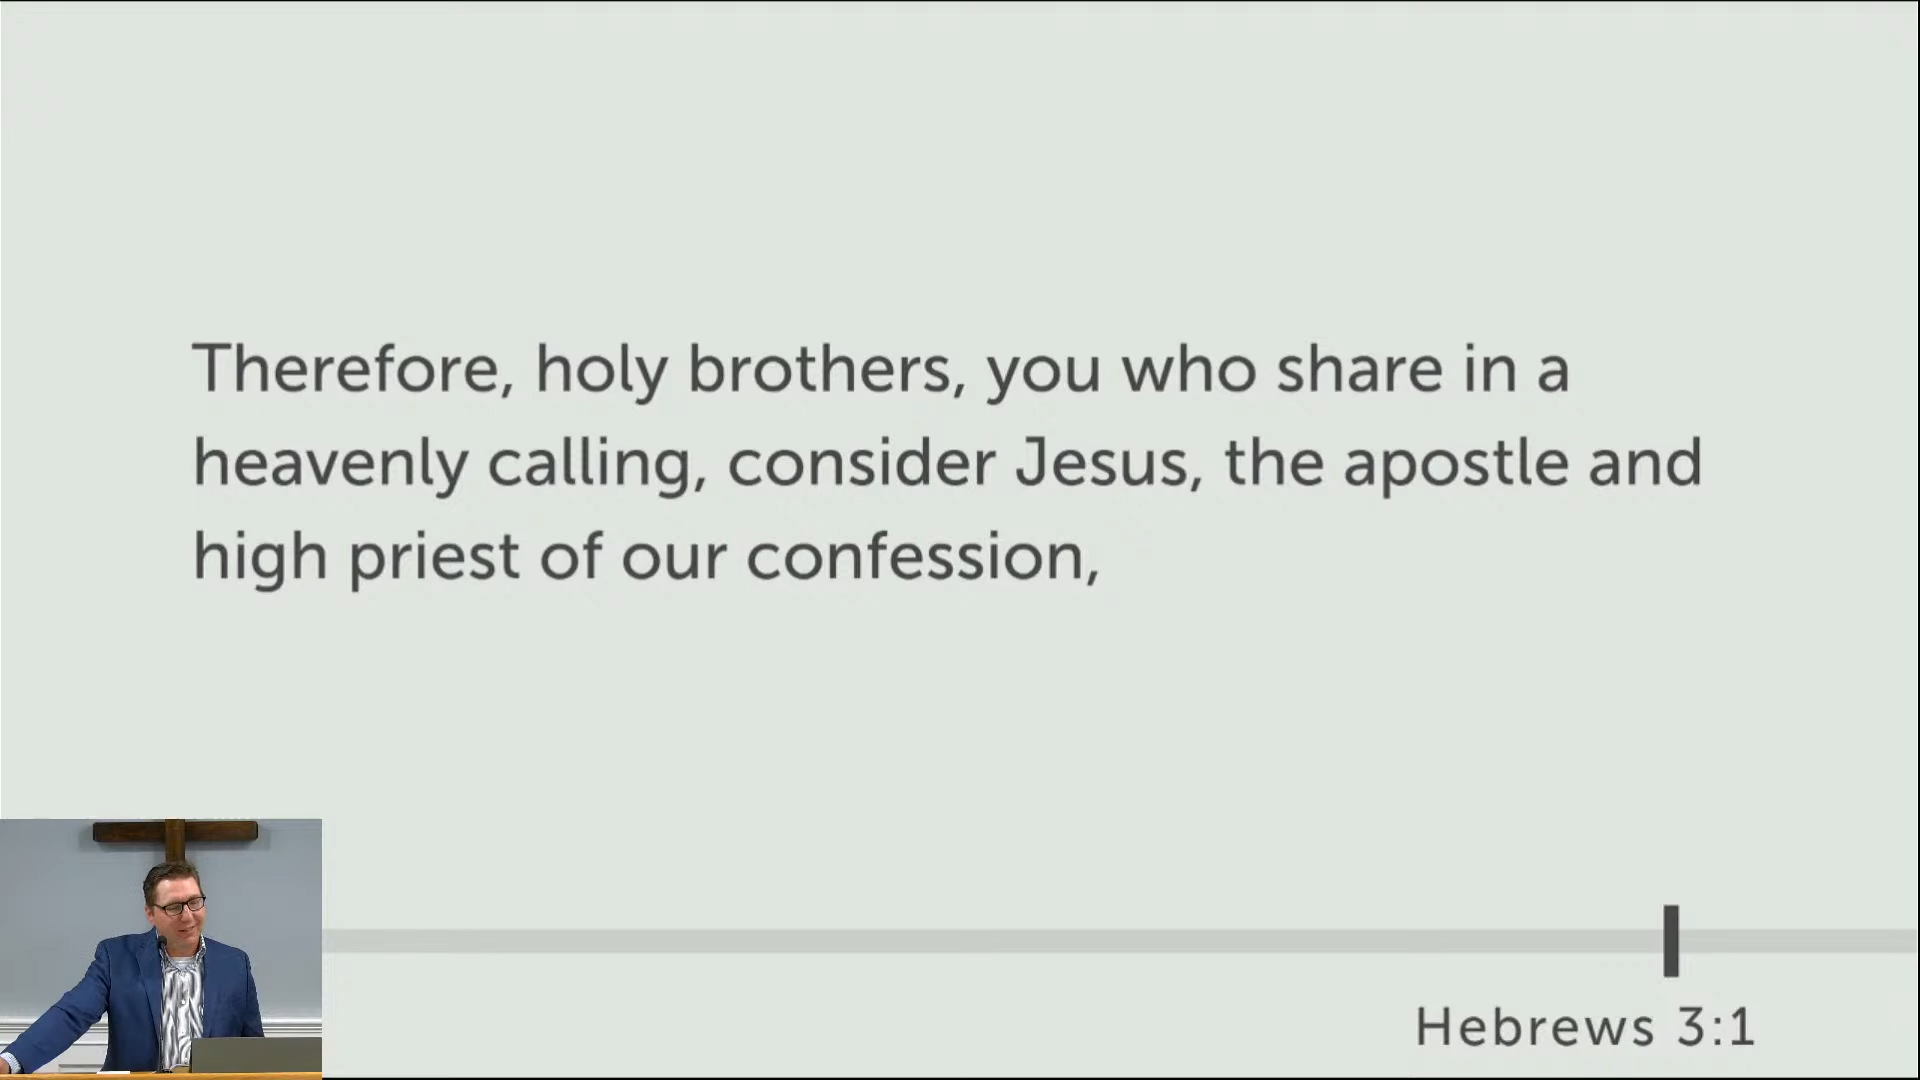 Therefore, holy brothers, you who share in a
heavenly calling, consider Jesus, the apostle and
high priest of our confession,
Hebrews 3:1